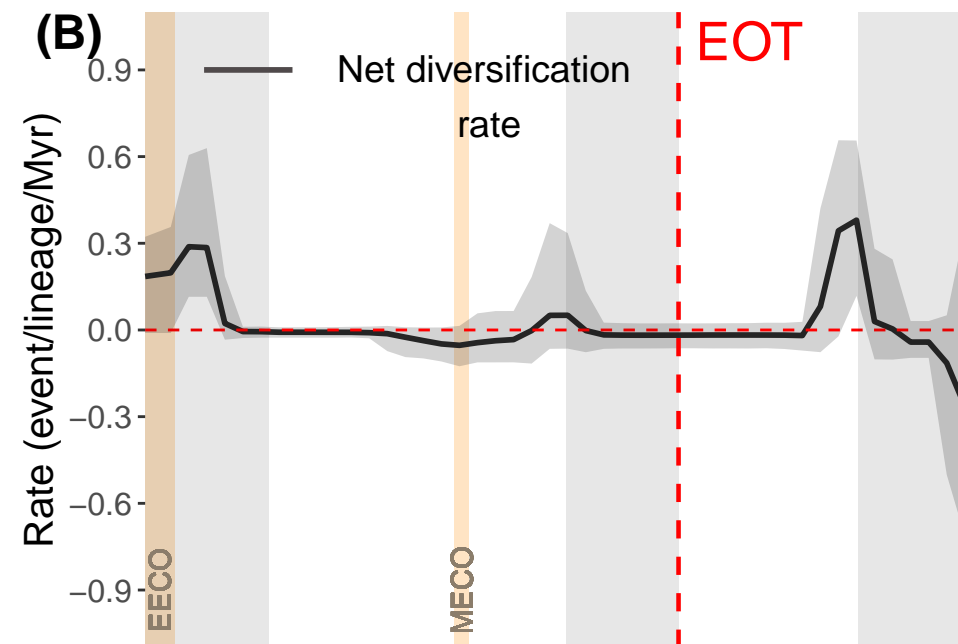 (B)
Net diversification
rate
EOT
Rate (event/lineage/Myr)
0.9
0.6
0.3
0.0
−0.3
−0.6
−0.9
EECO
MECO